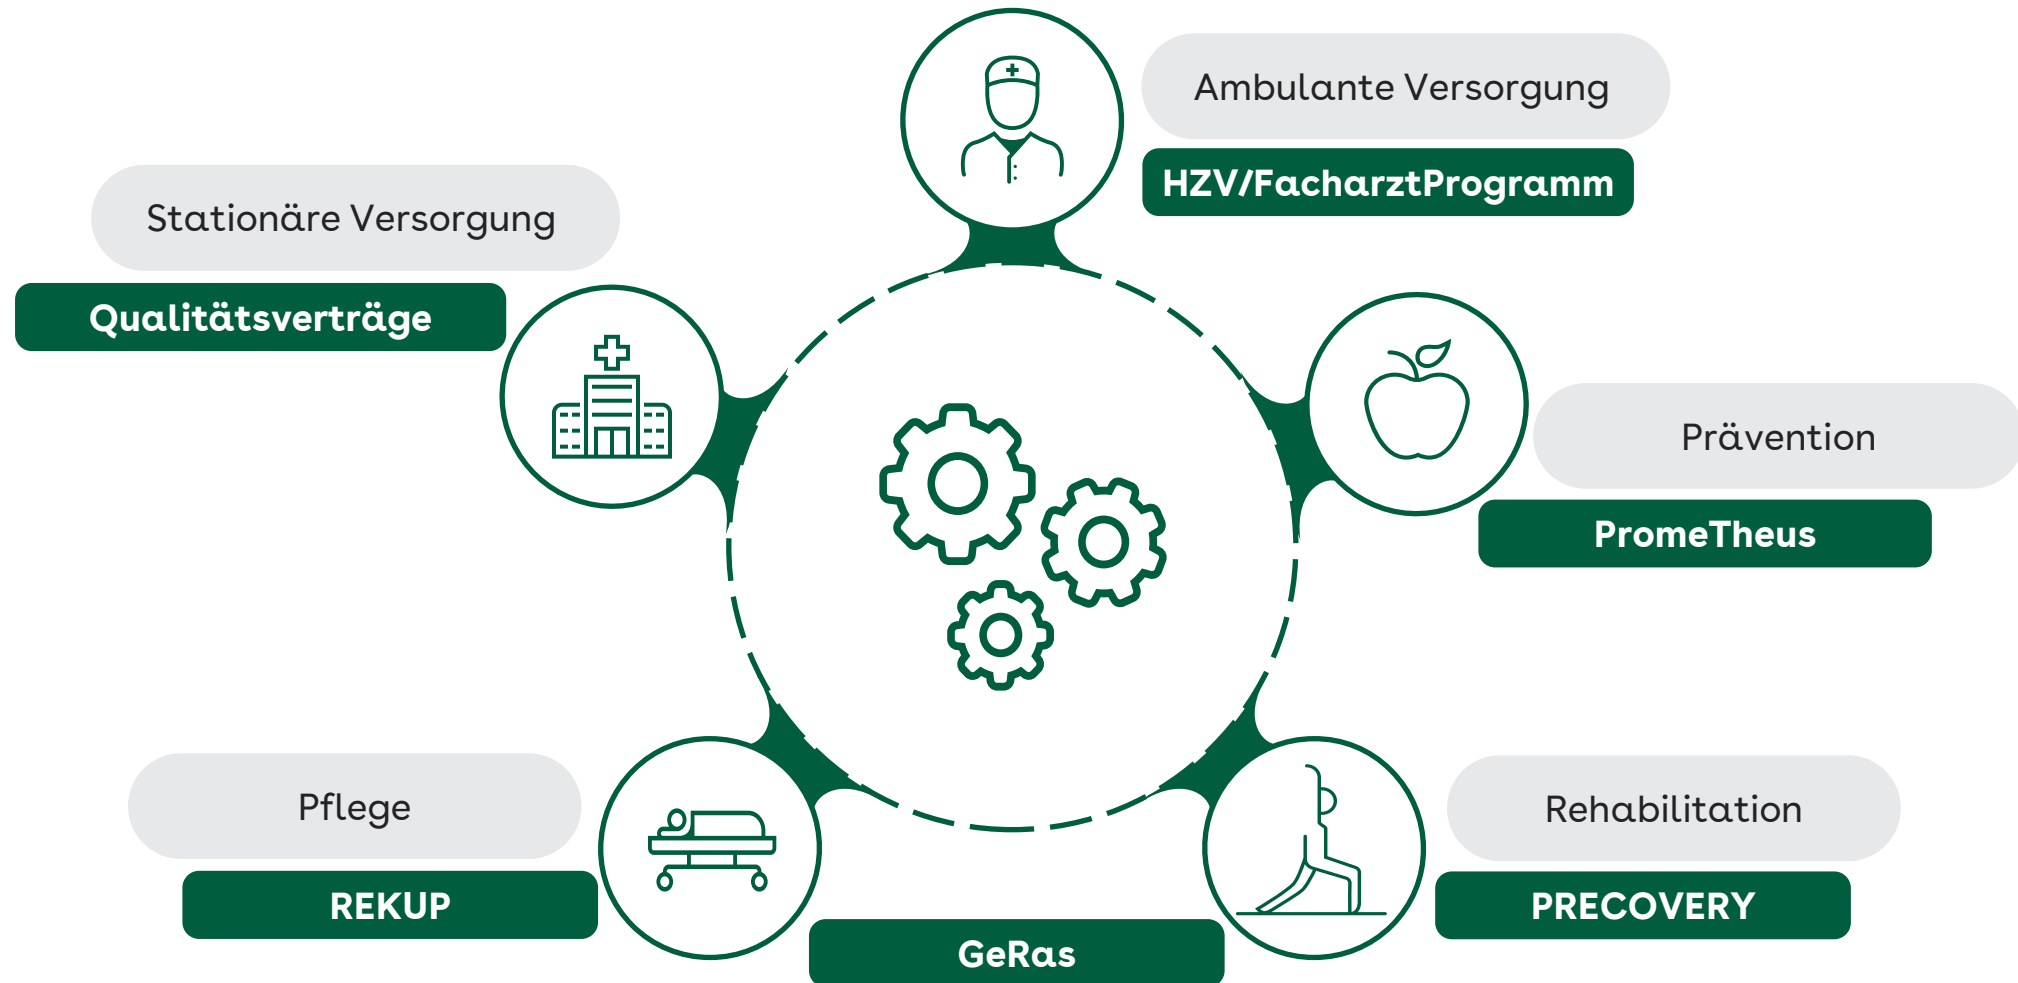 Ambulante Versorgung
HZV/FacharztProgramm
Stationäre Versorgung
Qualitätsverträge
Prävention
PromeTheus
Pflege
REKUP
Rehabilitation
PRECOVERY
GeRas